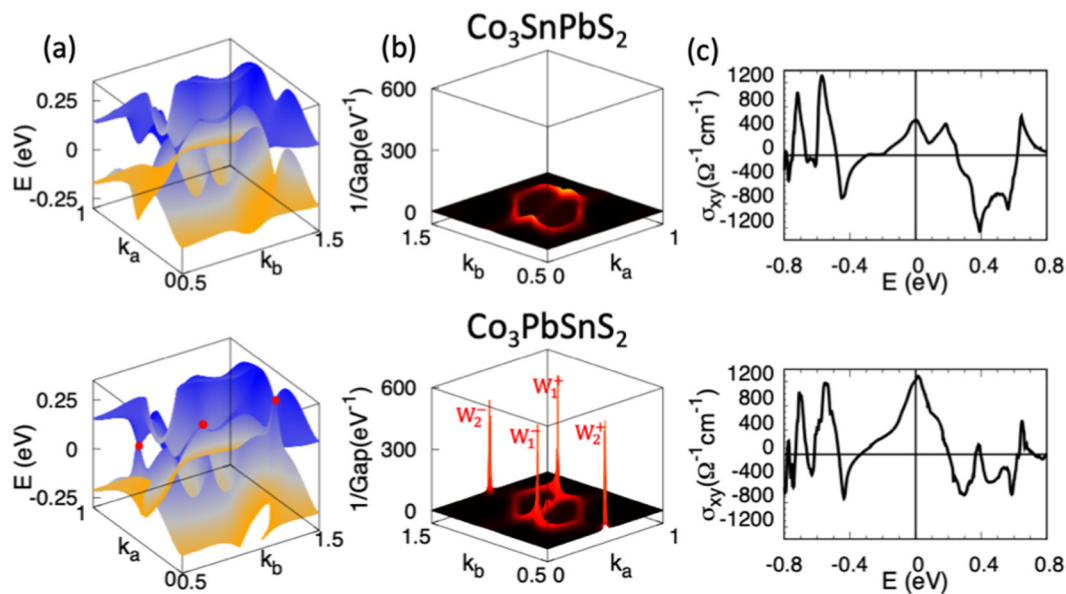 Co₃SnPbS₂
(a)
(b)
(c)
0.25
0
-0.25
E (eV)
1
kₐ
0
0.5
k_b
1.5
600
300
0
1/Gap(eV⁻¹)
1.5
k_b
0.5
0
kₐ
1
1200
800
400
0
-400
-800
-1200
σxy(Ω⁻¹cm⁻¹)
-0.8
-0.4
0
0.4
0.8
E (eV)
Co₃PbSnS₂
0.25
0
-0.25
E (eV)
1
kₐ
0
0.5
k_b
1.5
600
300
0
1/Gap(eV⁻¹)
W₁⁺
W₂⁻
W₁⁻
W₂⁺
1.5
k_b
0.5
0
kₐ
1
1200
800
400
0
-400
-800
-1200
σxy(Ω⁻¹cm⁻¹)
-0.8
-0.4
0
0.4
0.8
E (eV)